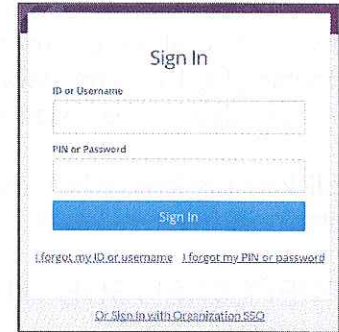 Sign In
ID or Username
PIN or Password
Sign In
I forgot my ID or username I forgot my PIN or password
Or Sign in with Organization SSO